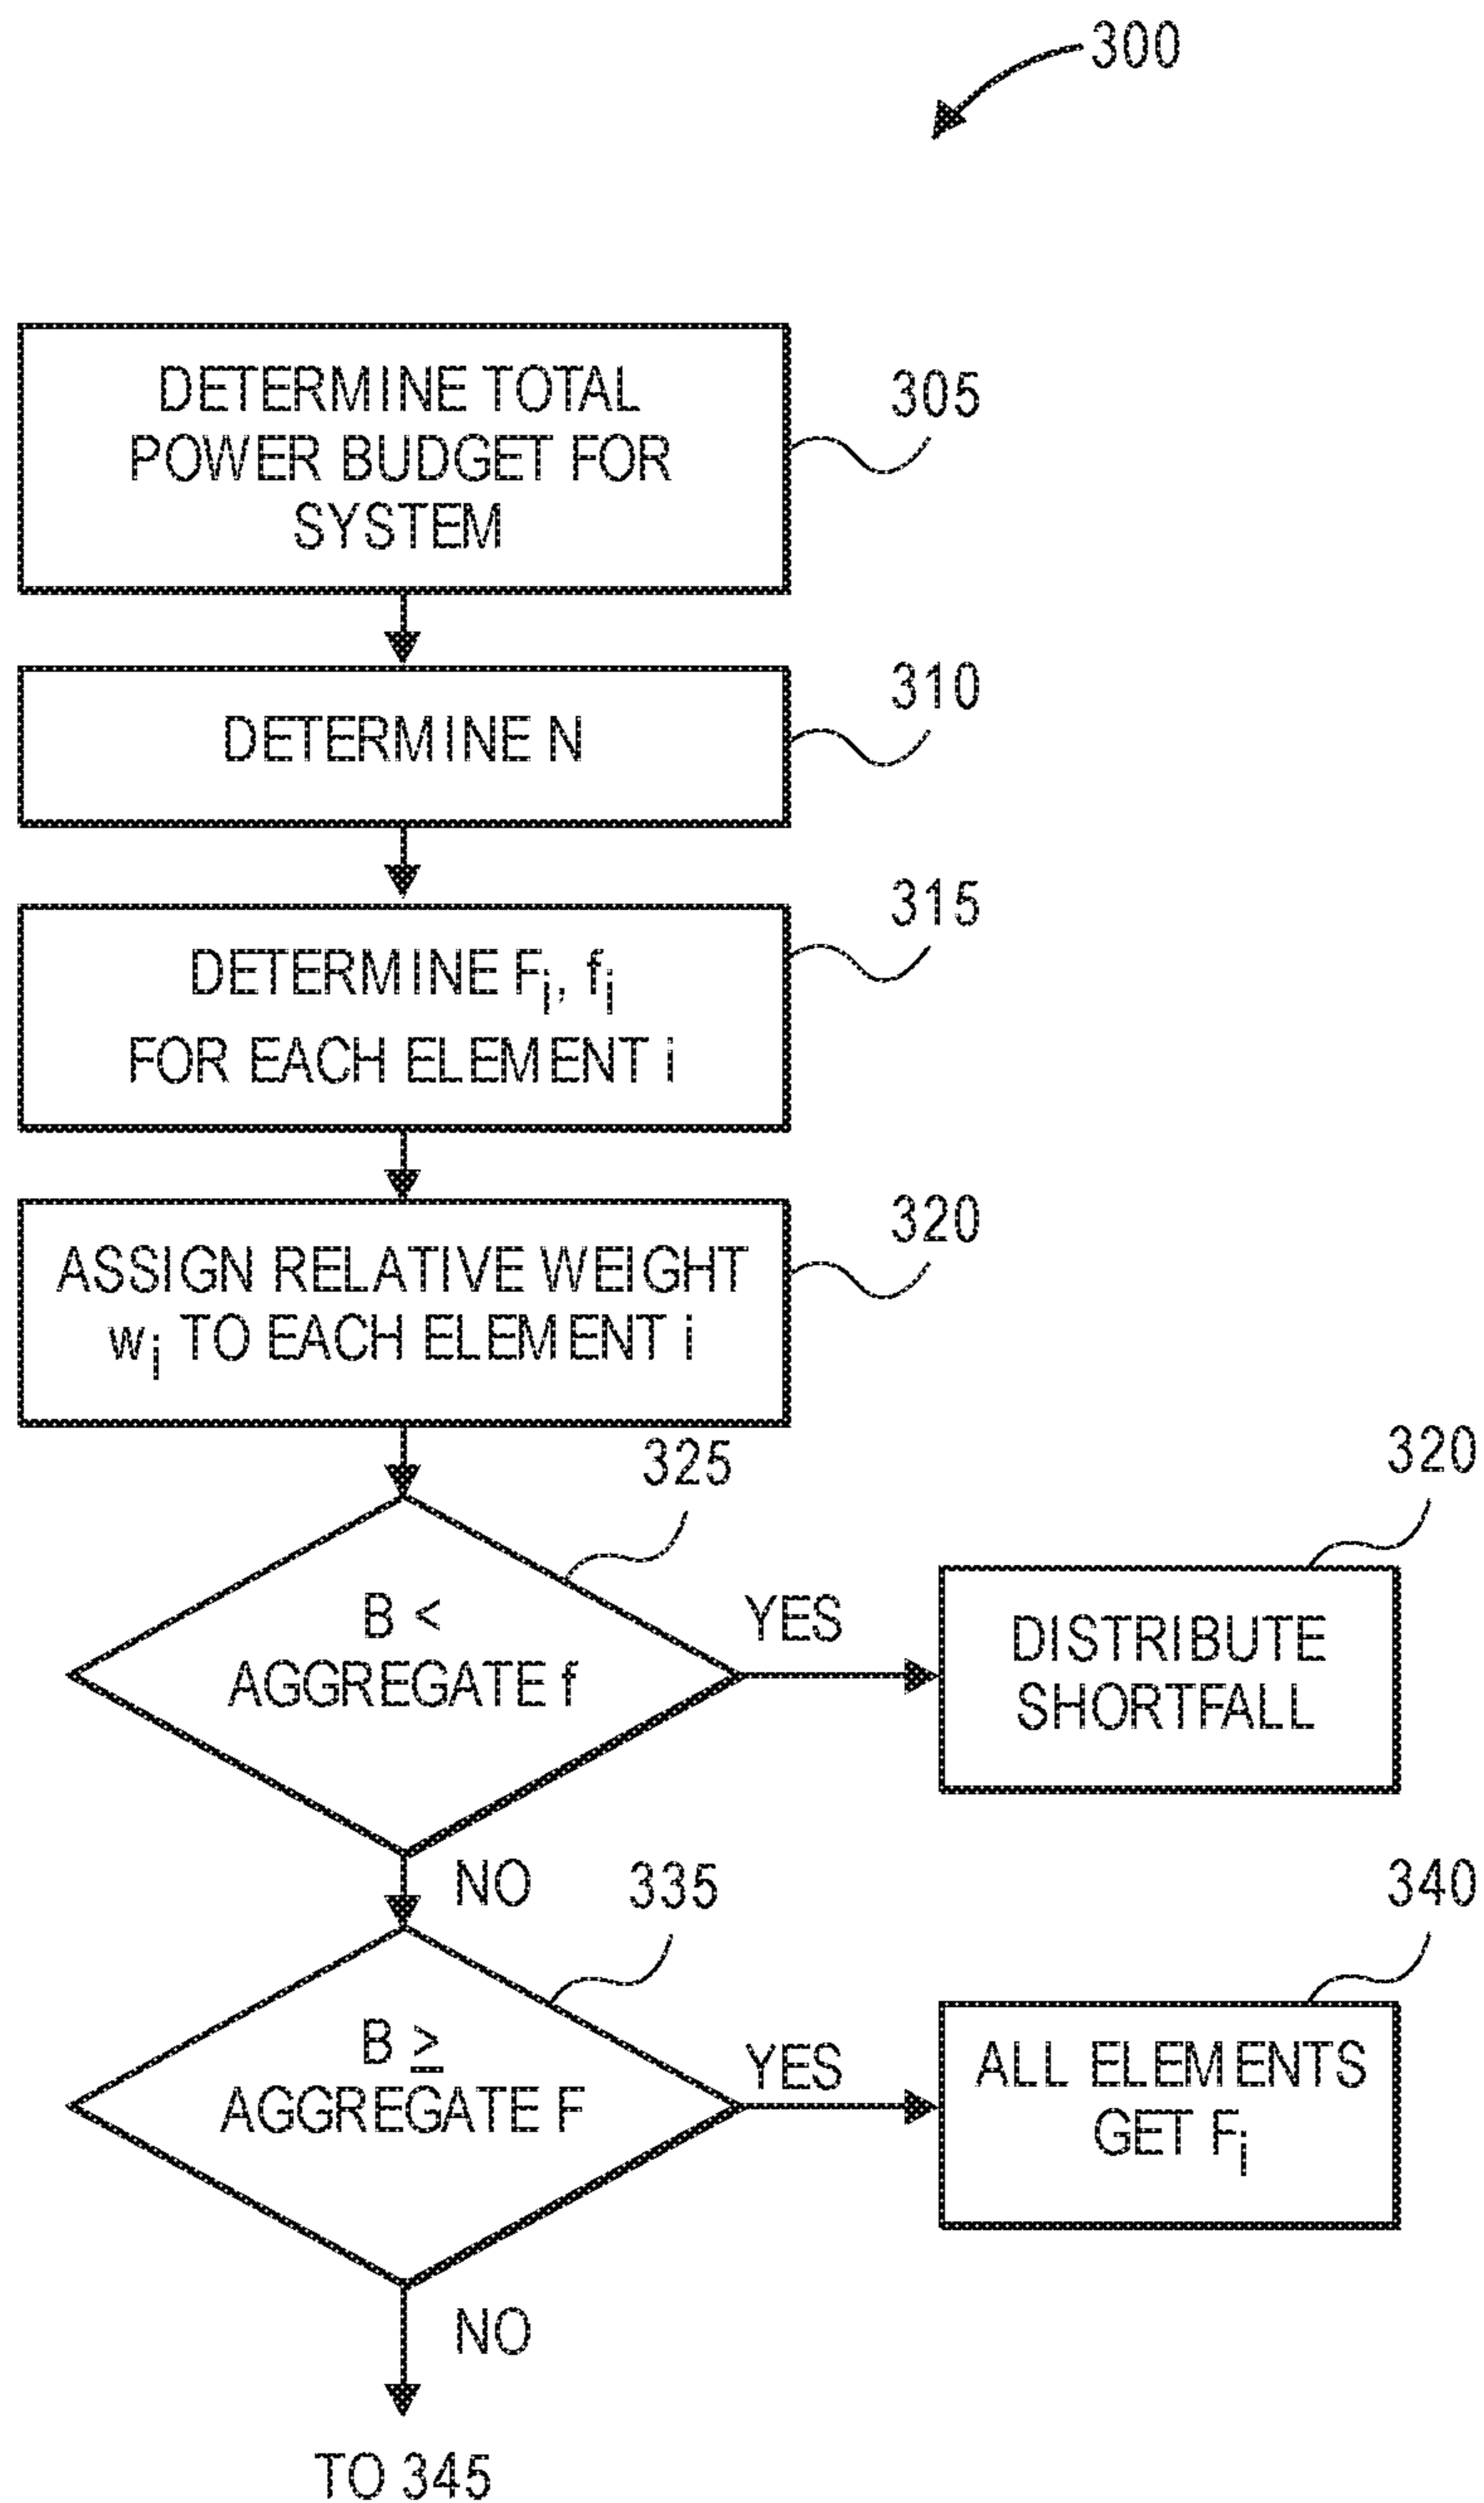 300
DETERMINE TOTAL
POWER BUDGET FOR
SYSTEM
305
DETERMINE N
310
DETERMINE Fi, fi
FOR EACH ELEMENT i
315
ASSIGN RELATIVE WEIGHT
wi TO EACH ELEMENT i
320
B <
AGGREGATE f
325
YES
DISTRIBUTE
SHORTFALL
320
NO
B ≥
AGGREGATE F
335
YES
ALL ELEMENTS
GET Fi
340
NO
TO 345